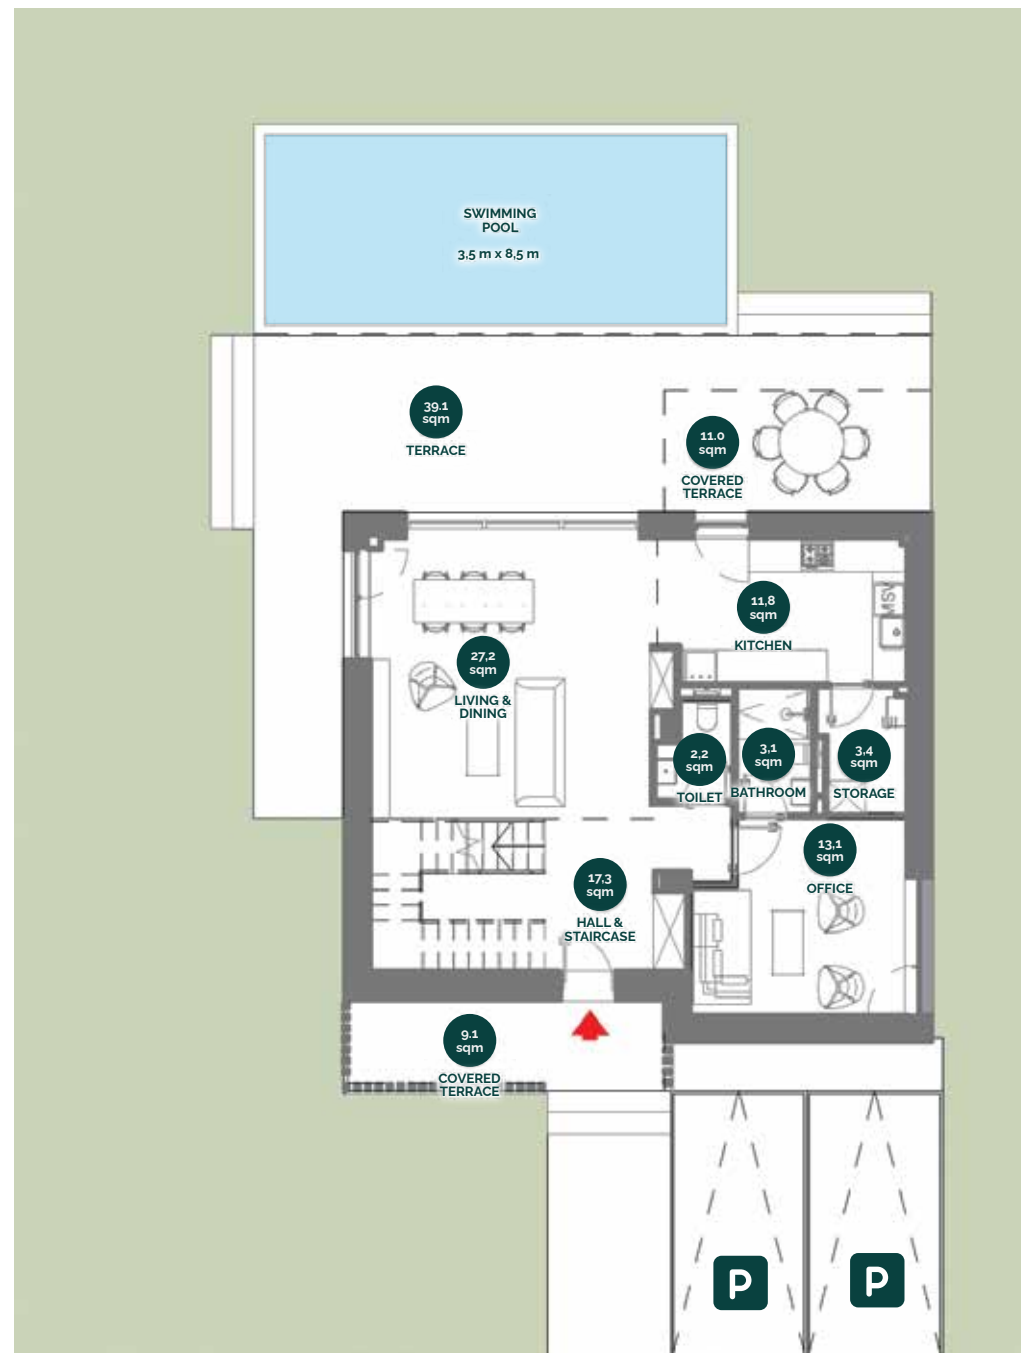 SWIMMING
POOL
3,5 m x 8,5 m
39.1
sqm
TERRACE
11.0
sqm
COVERED
TERRACE
11,8
sqm
KITCHEN
MSV
27,2
sqm
LIVING &
DINING
2,2
sqm
TOILET
3,1
sqm
BATHROOM
3,4
sqm
STORAGE
13,1
sqm
OFFICE
17,3
sqm
HALL &
STAIRCASE
9.1
sqm
COVERED
TERRACE
P
P